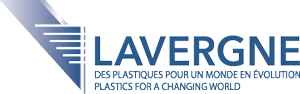 LAVERGNE
DES PLASTIQUES POUR UN MONDE EN ÉVOLUTION
PLASTICS FOR A CHANGING WORLD